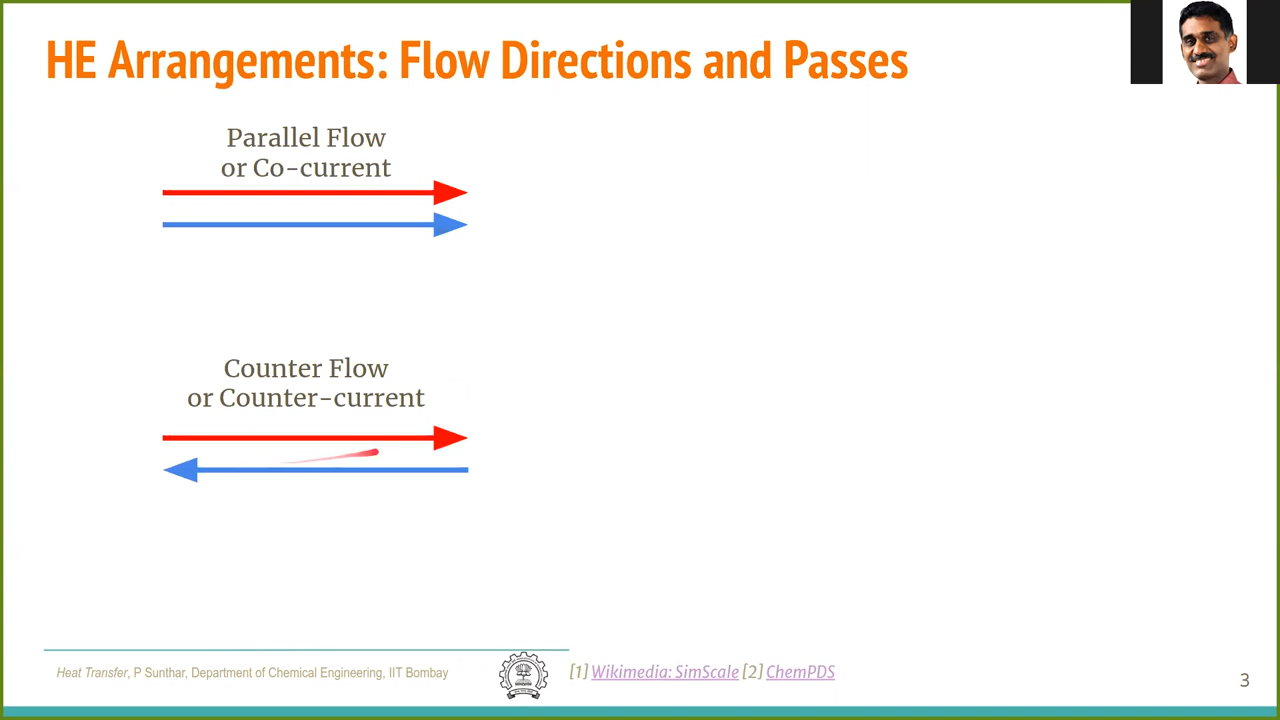 HE Arrangements: Flow Directions and Passes
Parallel Flow
or Co-current
Counter Flow
or Counter-current
Heat Transfer, P Sunthar, Department of Chemical Engineering, IIT Bombay
[1] Wikimedia: SimScale [2] ChemPDS
3